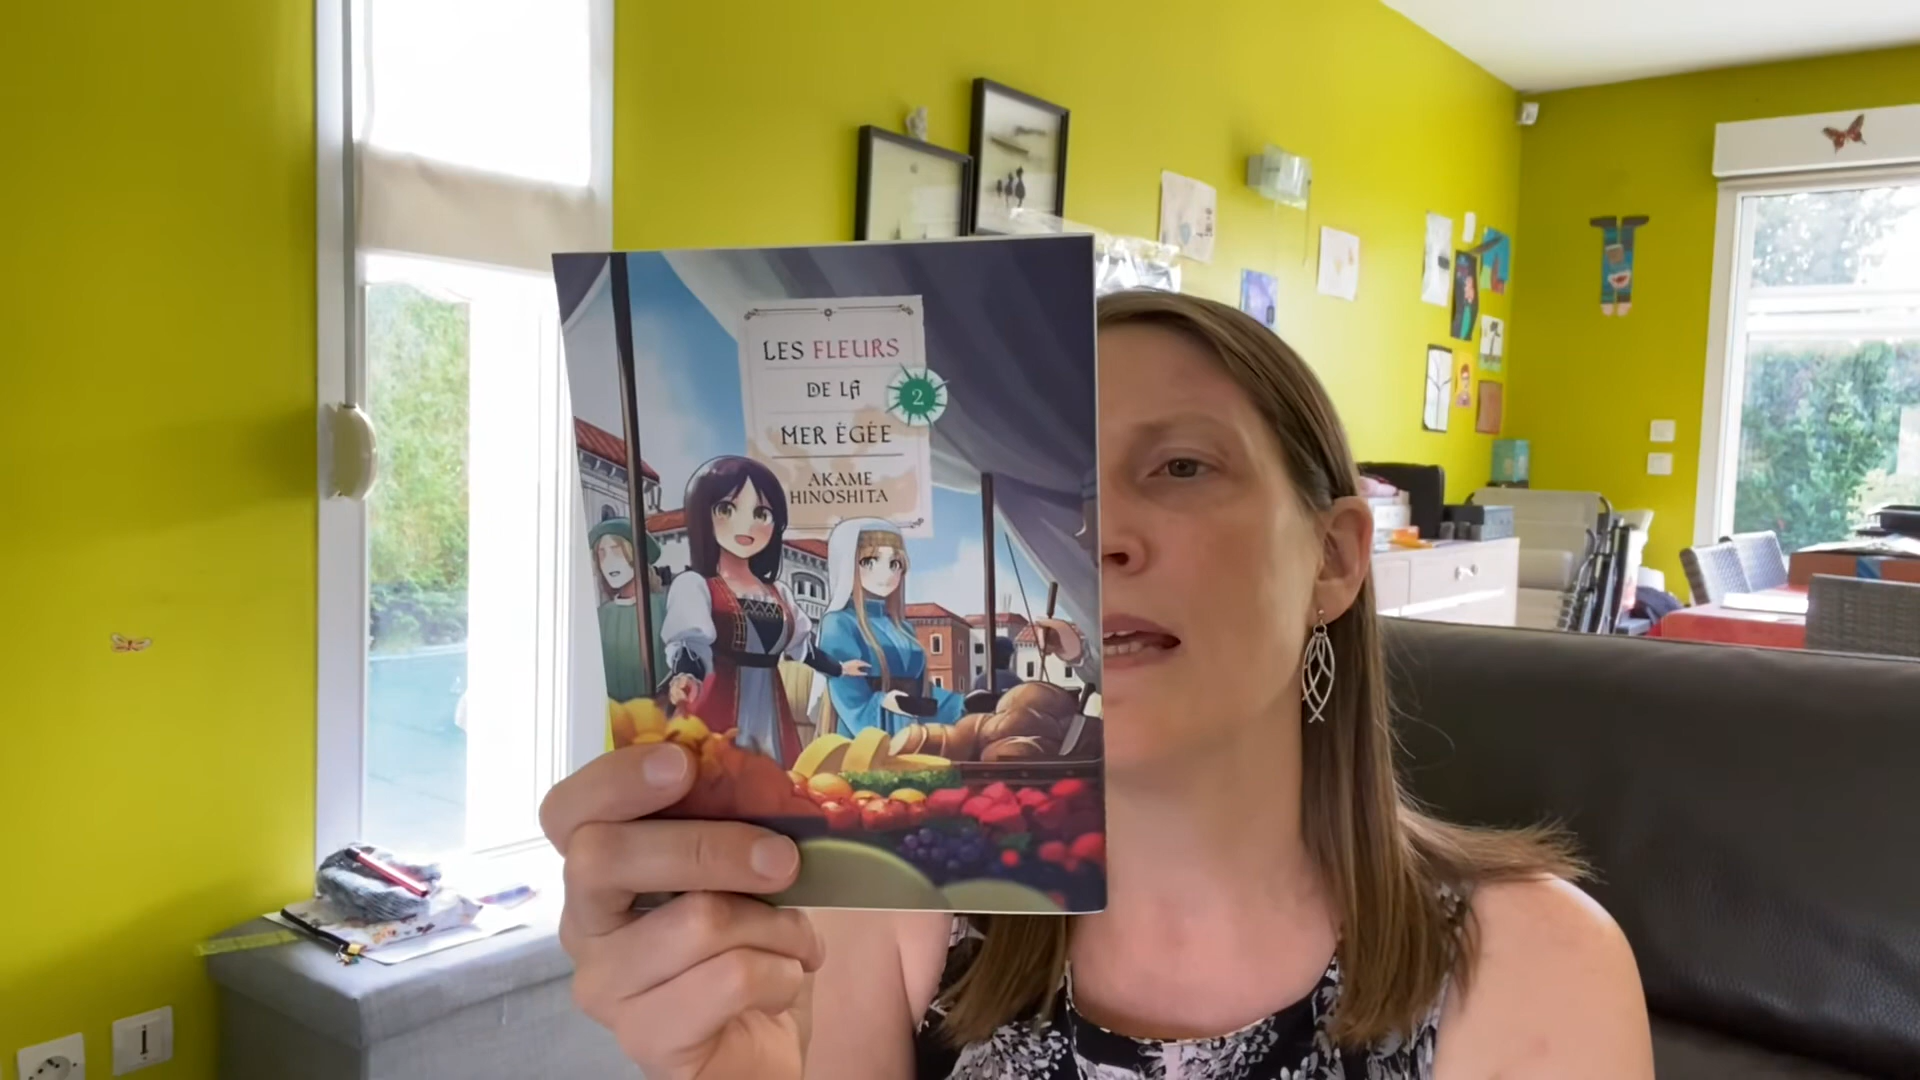 LES FLEURS
DE LA
2
MER ÉGÉE
AKAME
HINOSHITA